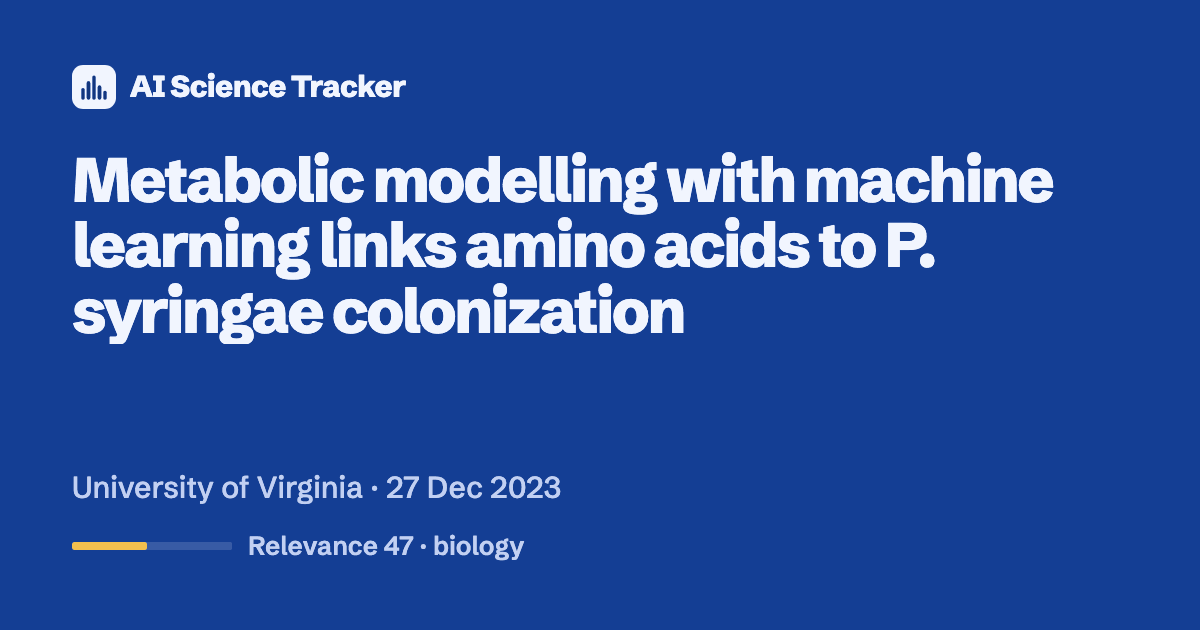 AI Science Tracker
Metabolic modelling with machine
learning links amino acids to P.
syringae colonization
University of Virginia · 27 Dec 2023
Relevance 47 · biology